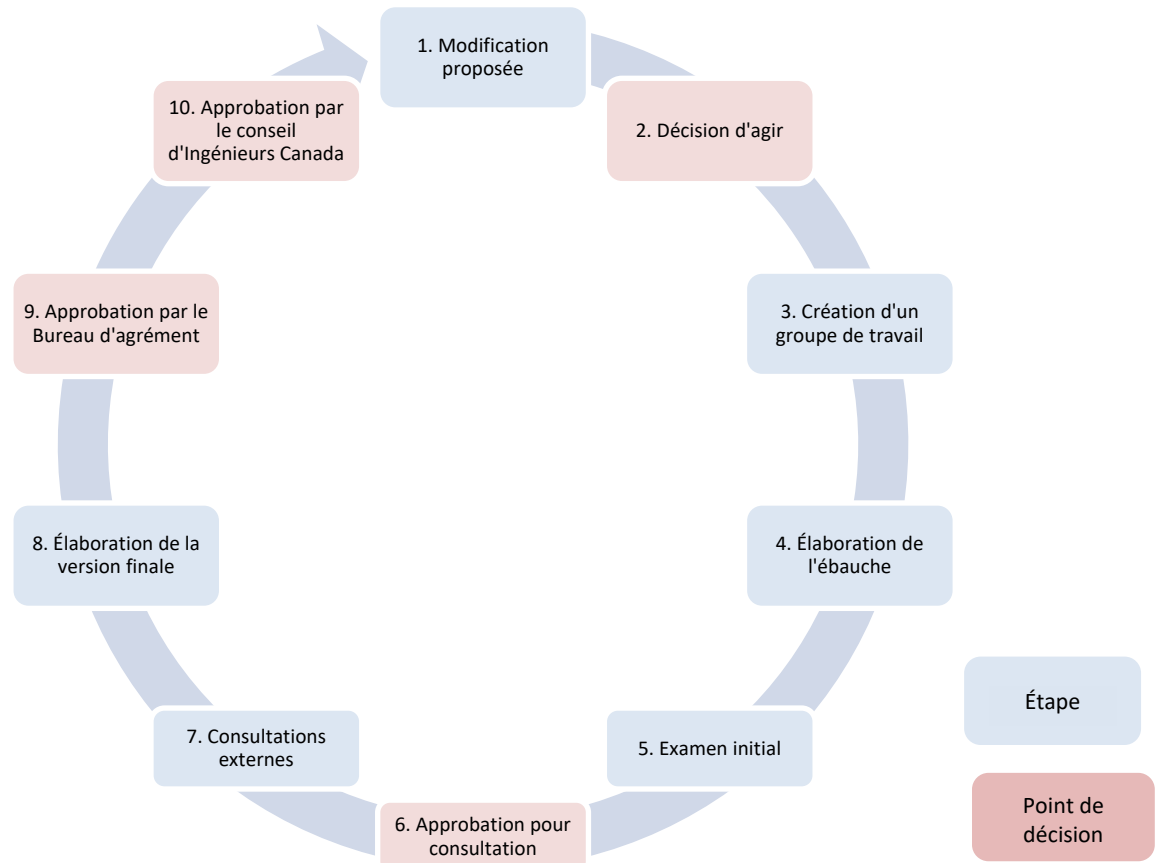 1. Modification
proposée
2. Décision d'agir
3. Création d'un
groupe de travail
4. Élaboration de
l'ébauche
5. Examen initial
6. Approbation pour
consultation
7. Consultations
externes
8. Élaboration de la
version finale
9. Approbation par le
Bureau d'agrément
10. Approbation par
le conseil
d'Ingénieurs Canada
Étape
Point de
décision